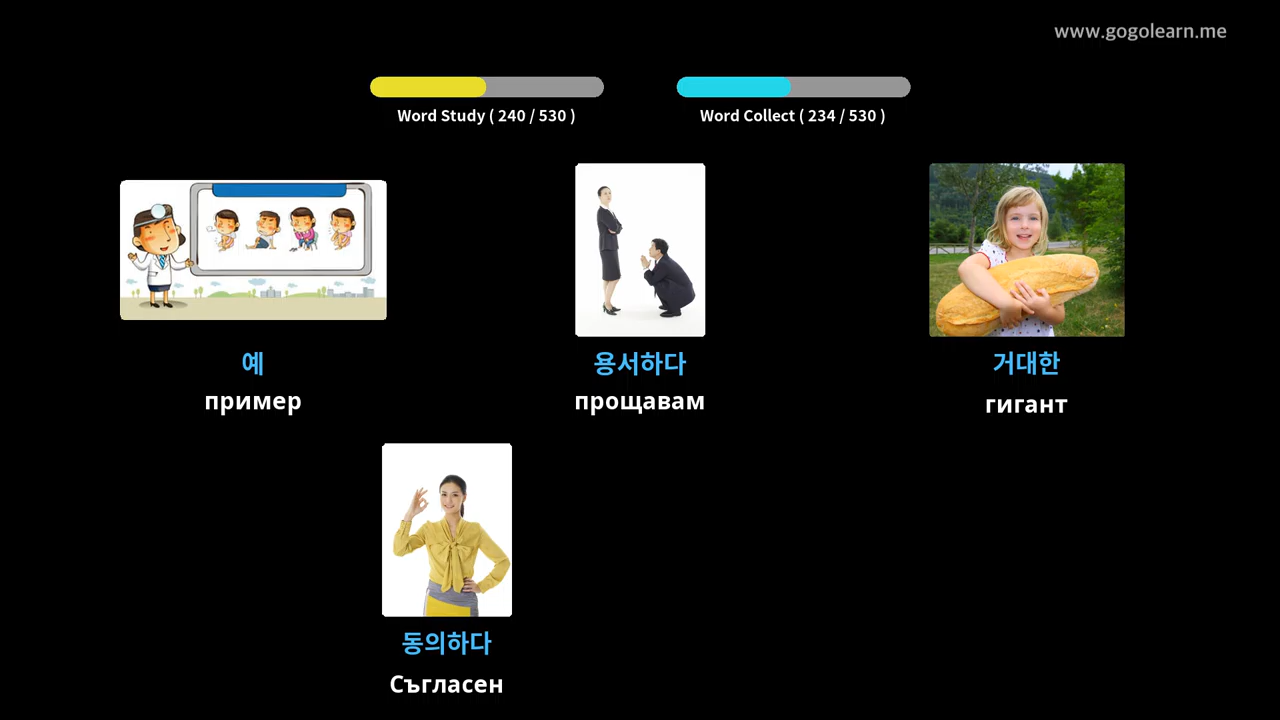 www.gogolearn.me
Word Study ( 240 / 530 )
Word Collect ( 234 / 530 )
예
пример
용서하다
прощавам
거대한
гигант
동의하다
Съгласен